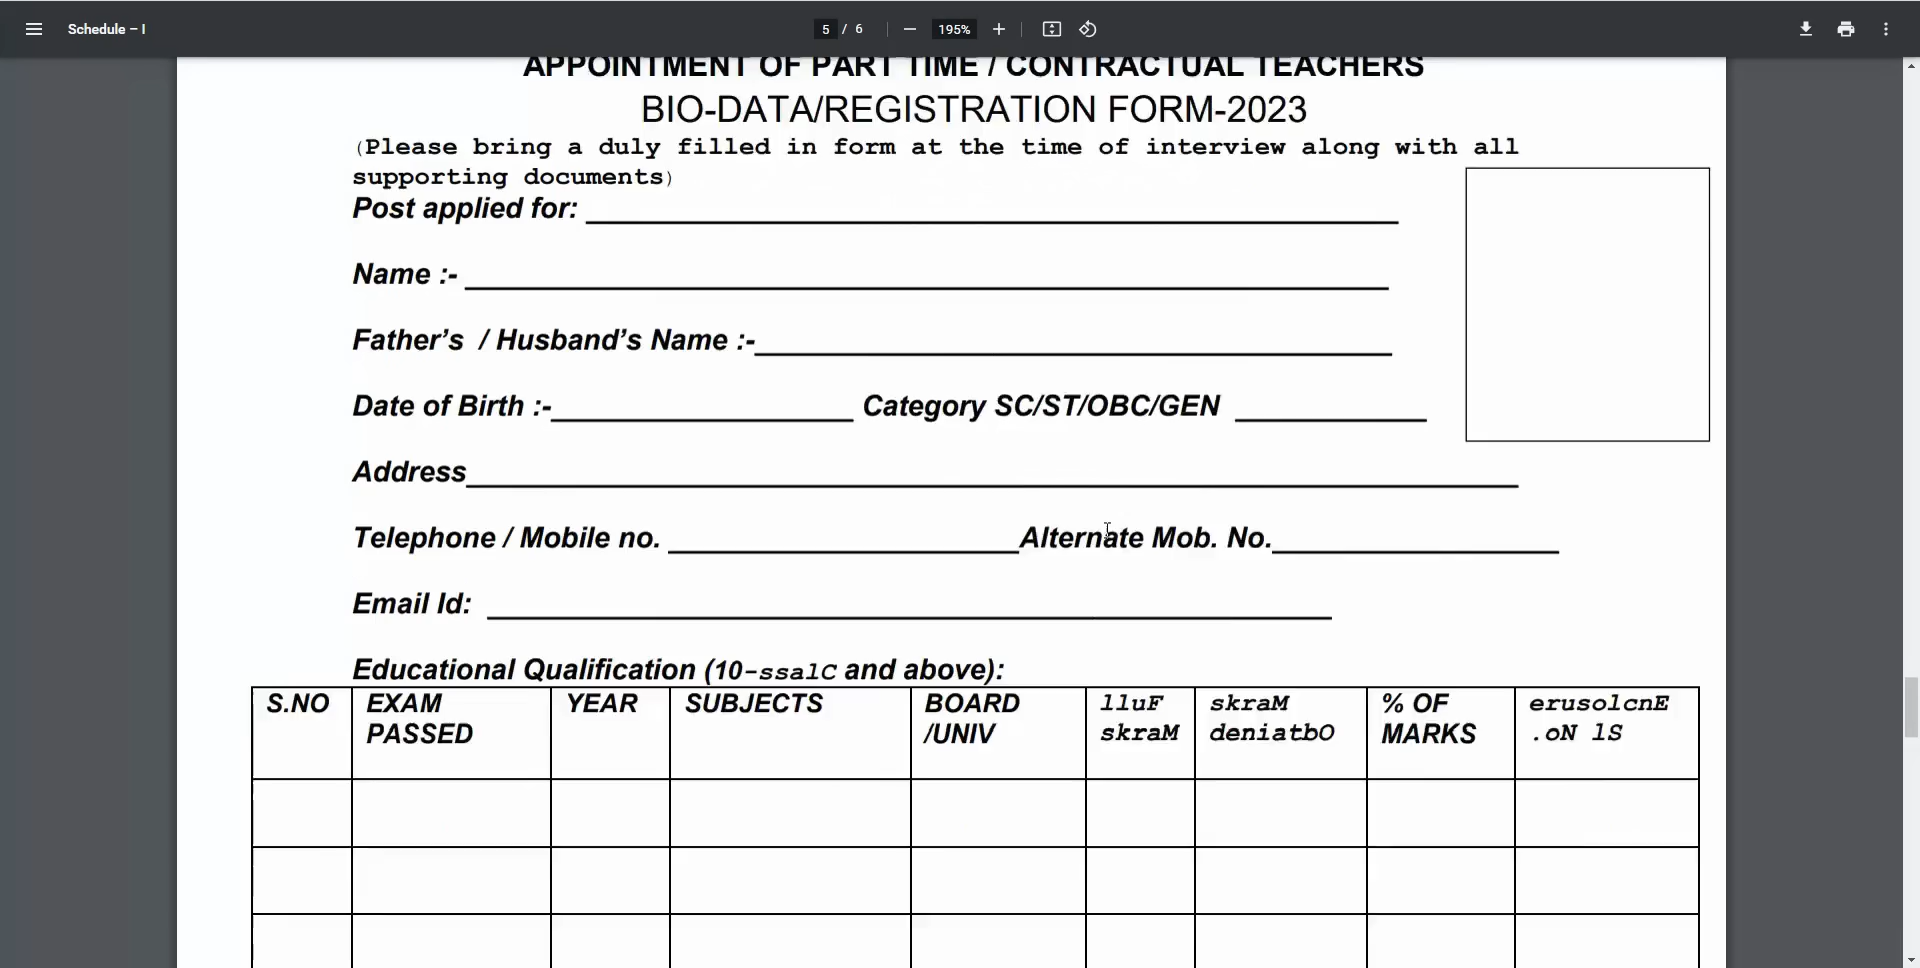 Schedule – I
5 / 6
195%
APPOINTMENT OF PART TIME / CONTRACTUAL TEACHERS
BIO-DATA/REGISTRATION FORM-2023
(Please bring a duly filled in form at the time of interview along with all
supporting documents)
Post applied for:
Name :-
Father’s / Husband’s Name :-
Date of Birth :- Category SC/ST/OBC/GEN
Address
Telephone / Mobile no. Alternate Mob. No.
Email Id:
Educational Qualification (10-ssalC and above):
S.NO
EXAM
PASSED
YEAR
SUBJECTS
BOARD
/UNIV
lluF
skraM
skraM
deniatbO
% OF
MARKS
erusolcnE
.oN lS